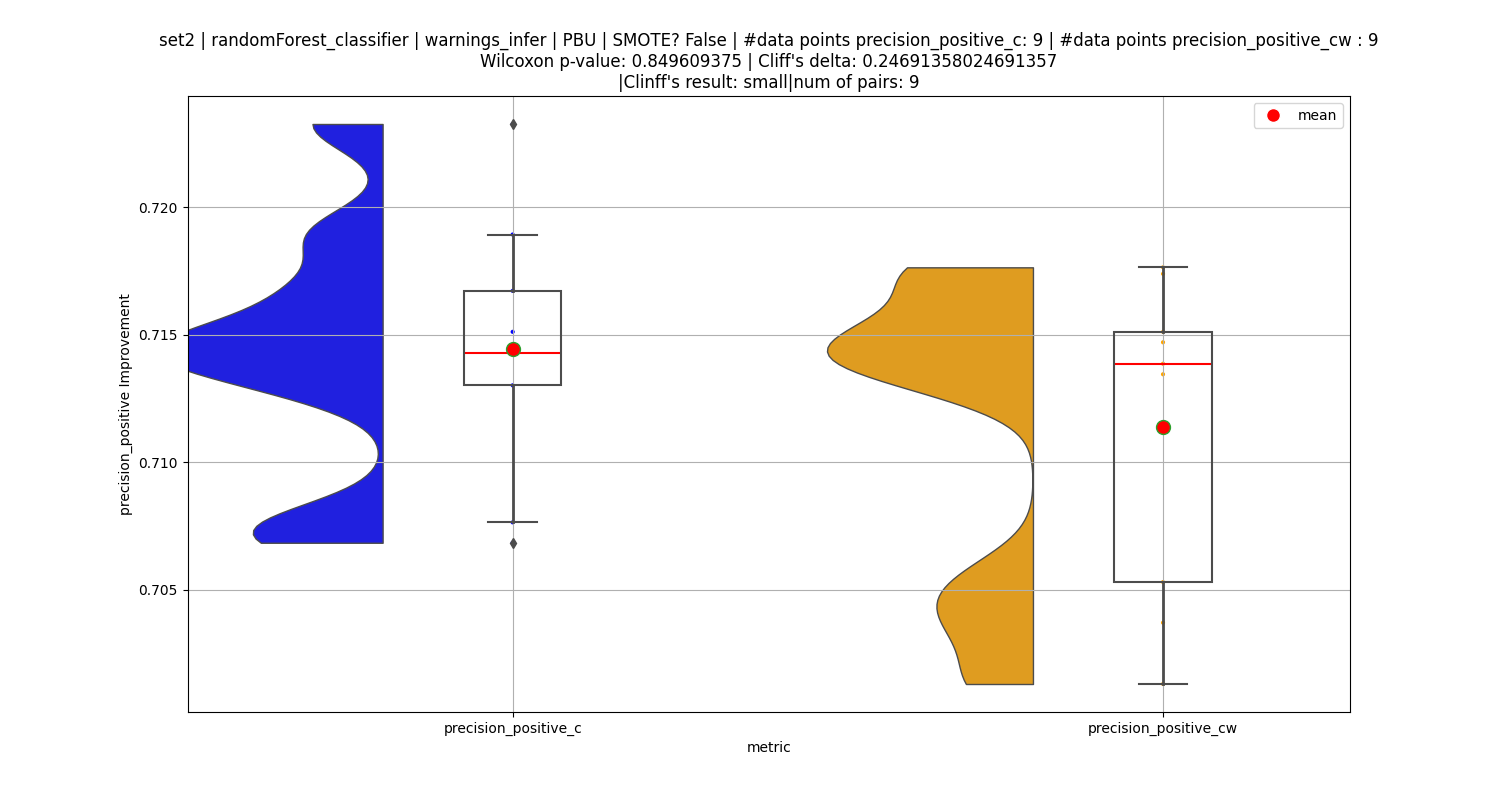 set2 | randomForest_classifier | warnings_infer | PBU | SMOTE? False | #data points precision_positive_c: 9 | #data points precision_positive_cw : 9
Wilcoxon p-value: 0.849609375 | Cliff's delta: 0.24691358024691357
|Clinff's result: small|num of pairs: 9
mean
0.720
0.715
0.710
0.705
precision_positive Improvement
precision_positive_c
precision_positive_cw
metric